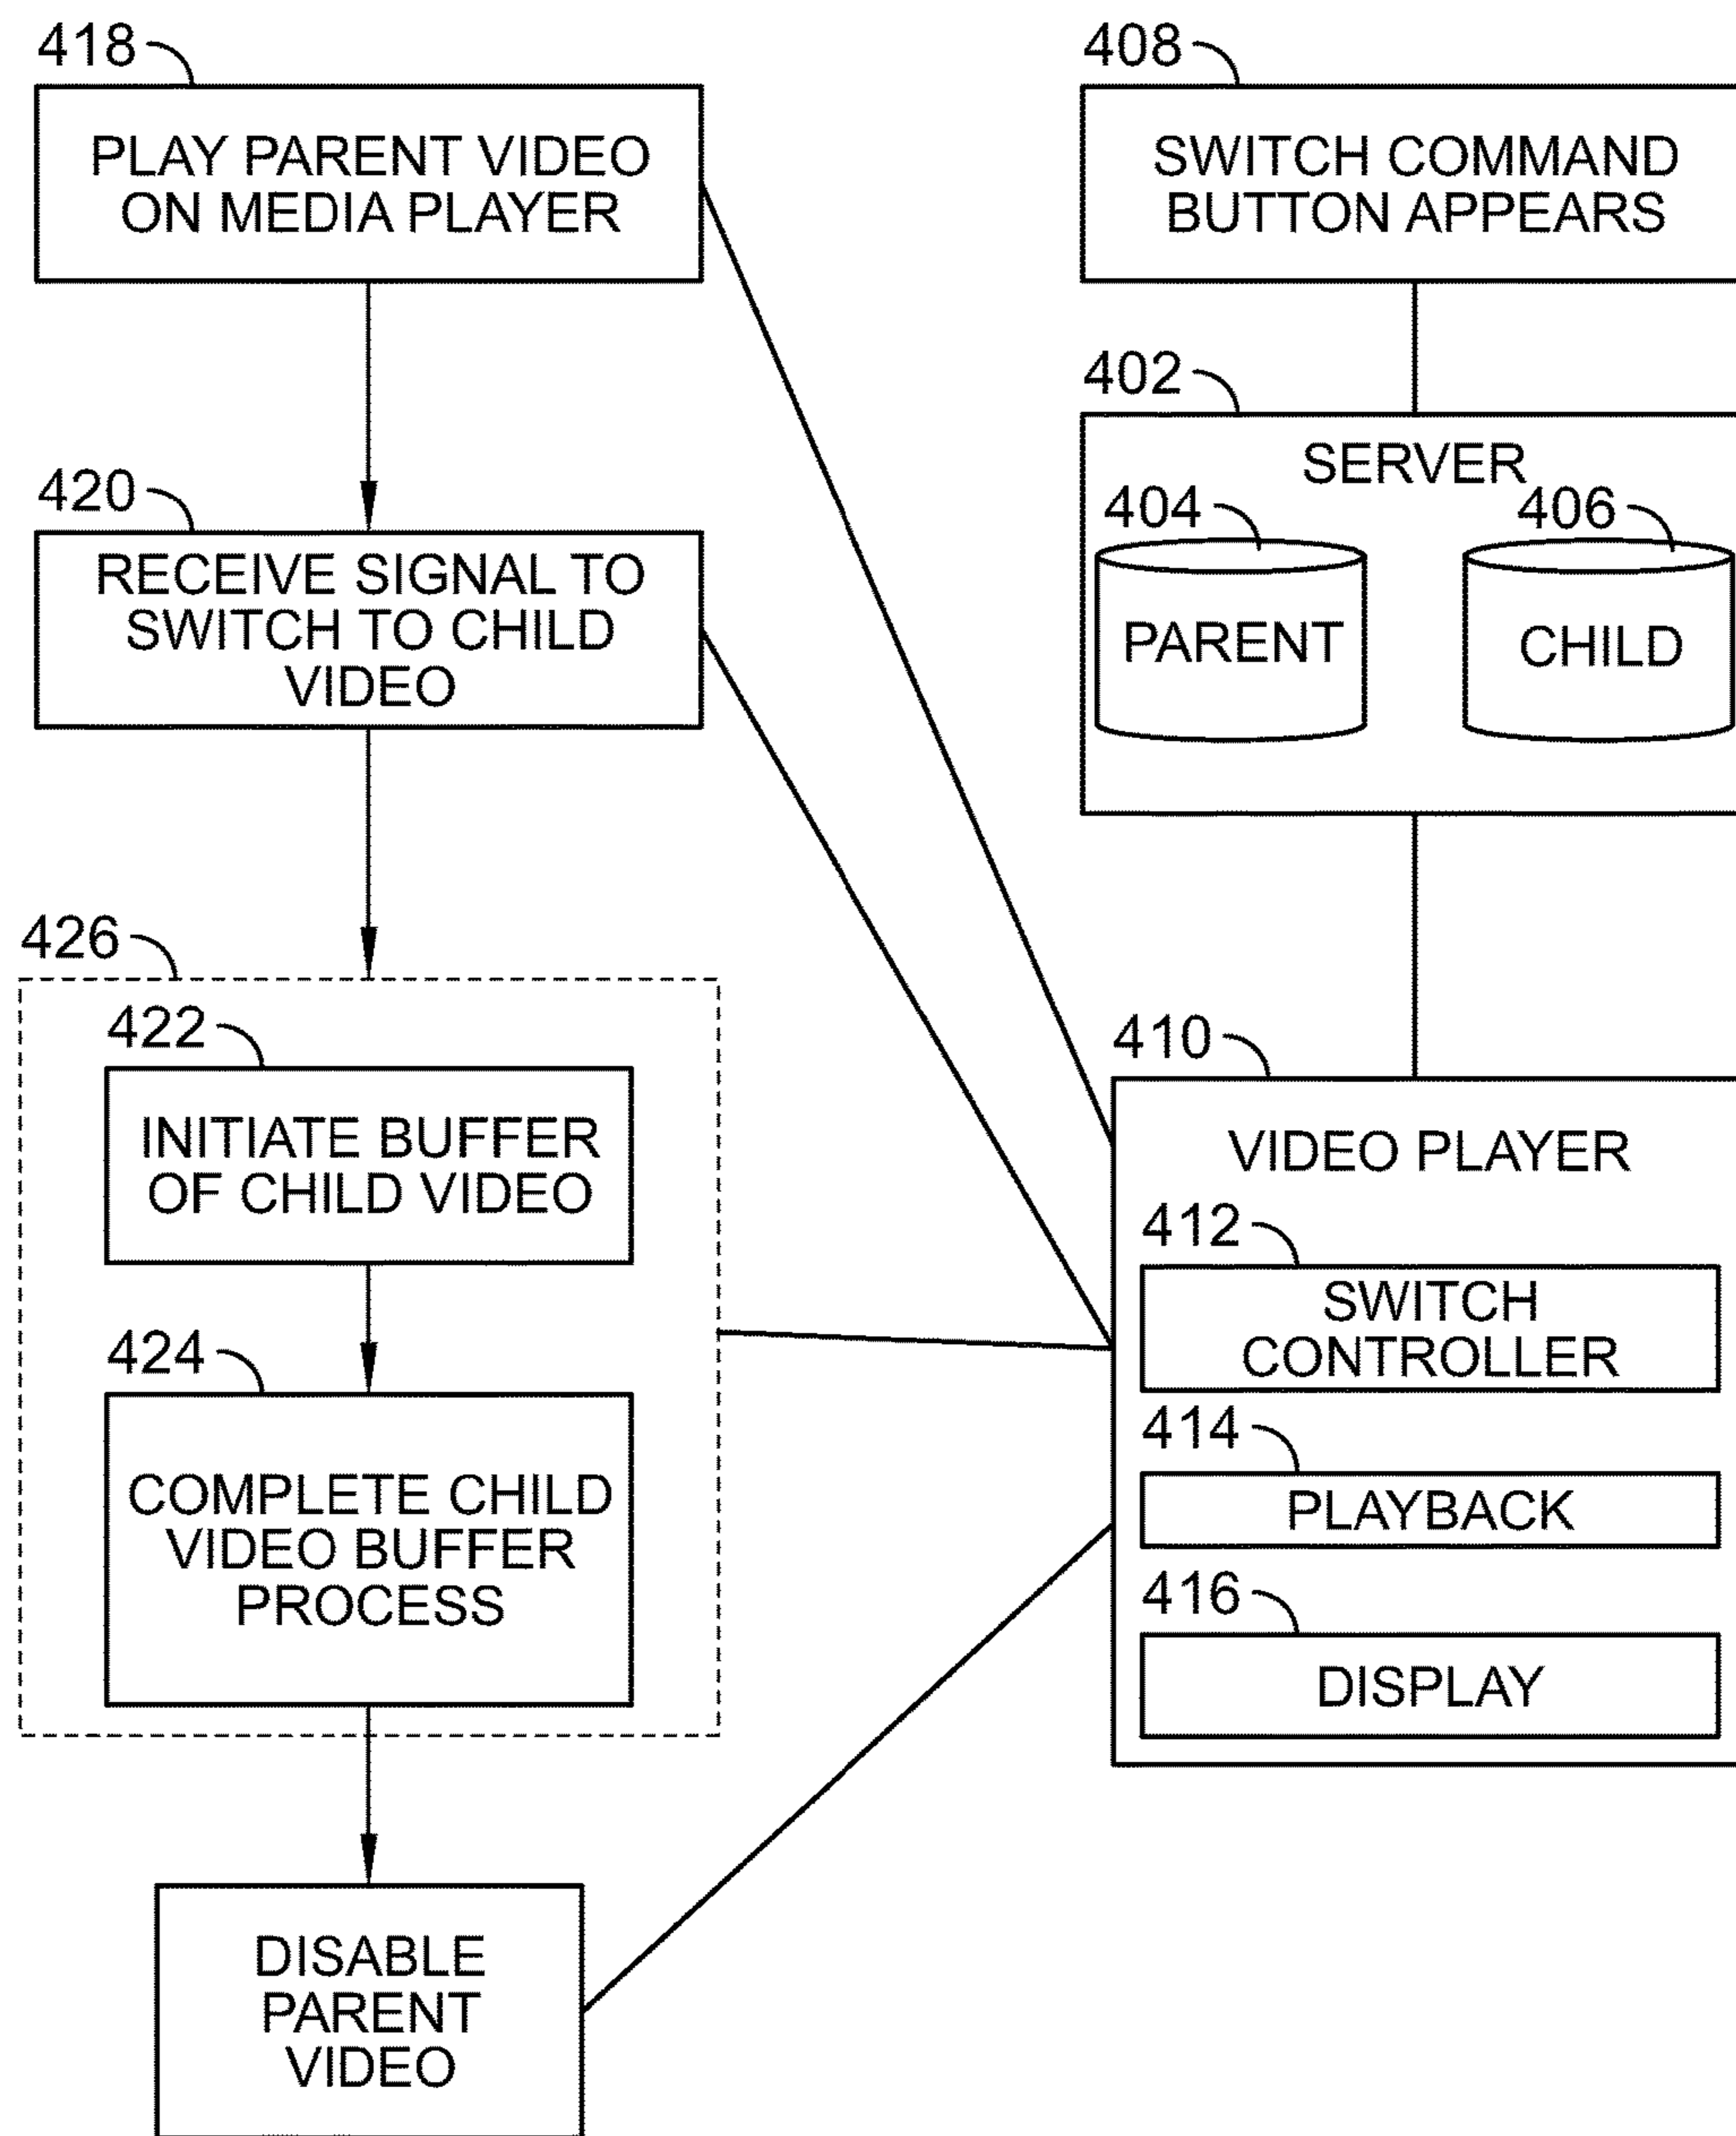 418
PLAY PARENT VIDEO
ON MEDIA PLAYER
420
RECEIVE SIGNAL TO
SWITCH TO CHILD
VIDEO
426
422
INITIATE BUFFER
OF CHILD VIDEO
424
COMPLETE CHILD
VIDEO BUFFER
PROCESS
DISABLE
PARENT
VIDEO
408
SWITCH COMMAND
BUTTON APPEARS
402
SERVER
404
PARENT
406
CHILD
410
VIDEO PLAYER
412
SWITCH
CONTROLLER
414
PLAYBACK
416
DISPLAY